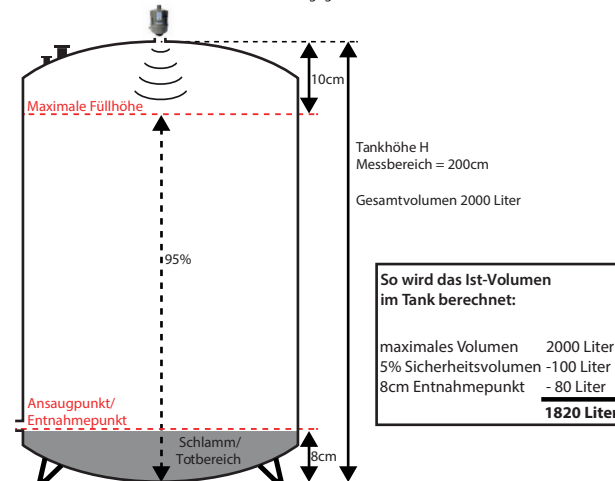 10cm
Maximale Füllhöhe
Tankhöhe H
Messbereich = 200cm
Gesamtvolumen 2000 Liter
95%
So wird das Ist-Volumen
im Tank berechnet:
maximales Volumen 2000 Liter
5% Sicherheitsvolumen -100 Liter
8cm Entnahmepunkt - 80 Liter
1820 Liter
Ansaugpunkt/
Entnahmepunkt
Schlamm/
Totbereich
8cm